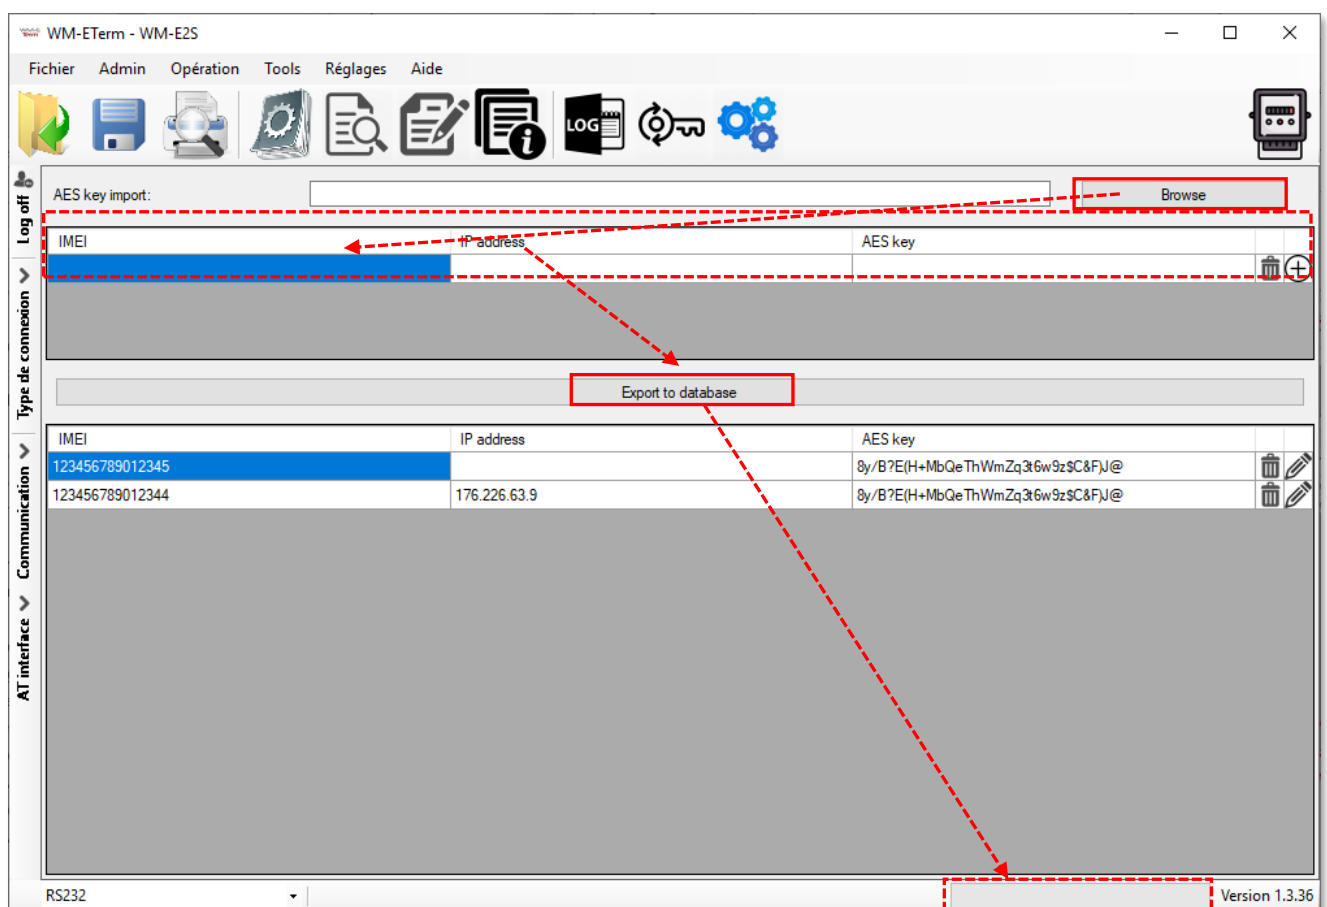 WM-ETerm - WM-E2S
Fichier Admin Opération Tools Réglages Aide
LOG
Log off
Type de connexion
Communication
AT interface
AES key import:
Browse
IMEI IP address AES key
Export to database
IMEI IP address AES key
123456789012345 8y/B?E(H+MbQeThWmZq3t6w9z$C&F)J@
123456789012344 176.226.63.9 8y/B?E(H+MbQeThWmZq3t6w9z$C&F)J@
RS232
Version 1.3.36